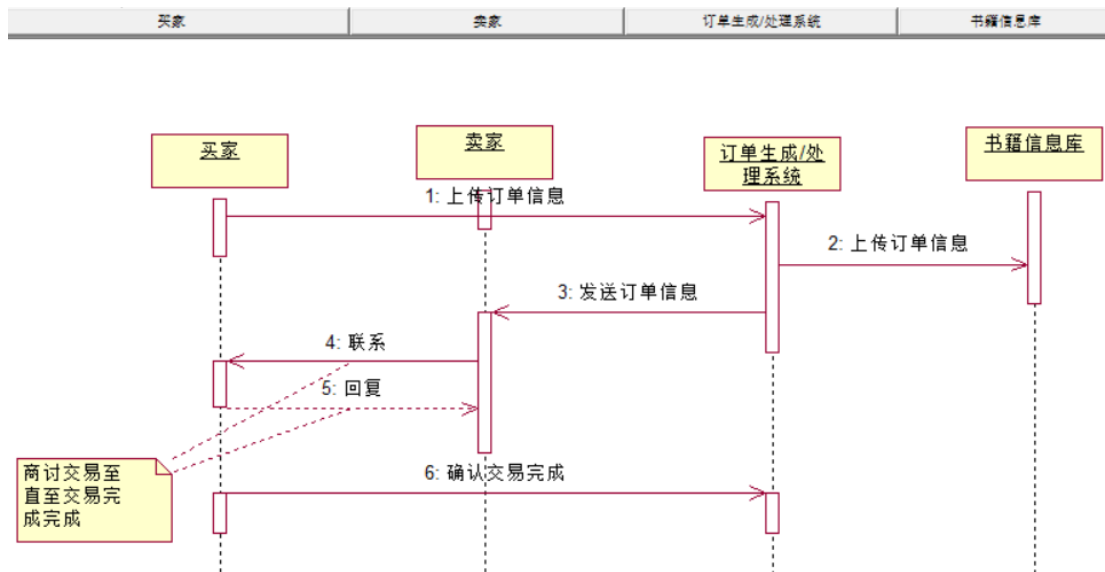 买家
卖家
订单生成/处理系统
书籍信息库
买家
卖家
订单生成/处
理系统
书籍信息库
1: 上传订单信息
2: 上传订单信息
3: 发送订单信息
4: 联系
5: 回复
商讨交易至
直至交易完
成完成
6: 确认交易完成